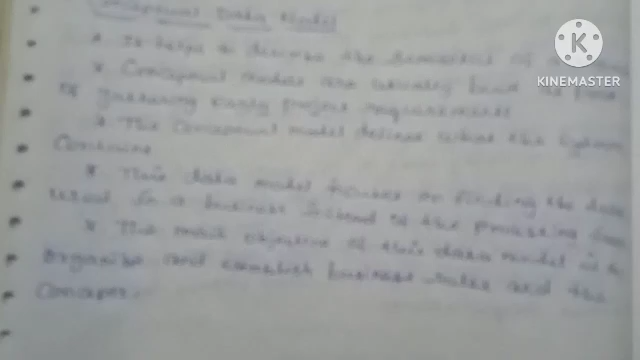 Conceptual Data Model
* It helps to describe the semantics of
* Conceptual models are usually used as part
of gathering early project requirements
* The Conceptual model defines what the system
Contains.
* This data model focuses on finding the data
used in a business instead of the processing
* The main objective of this data model is to
organize and establish business rules and the
Concepts.
KINEMASTER